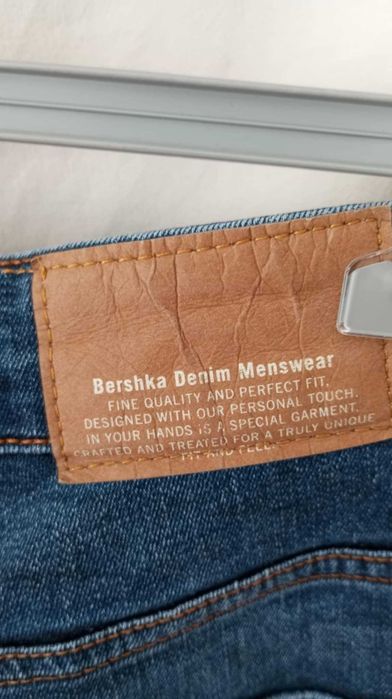 Bershka Denim Menswear
FINE QUALITY AND PERFECT FIT,
DESIGNED WITH OUR PERSONAL TOUCH.
IN YOUR HANDS IS A SPECIAL GARMENT.
CRAFTED AND TREATED FOR A TRULY UNIQUE
FIT AND FEEL.